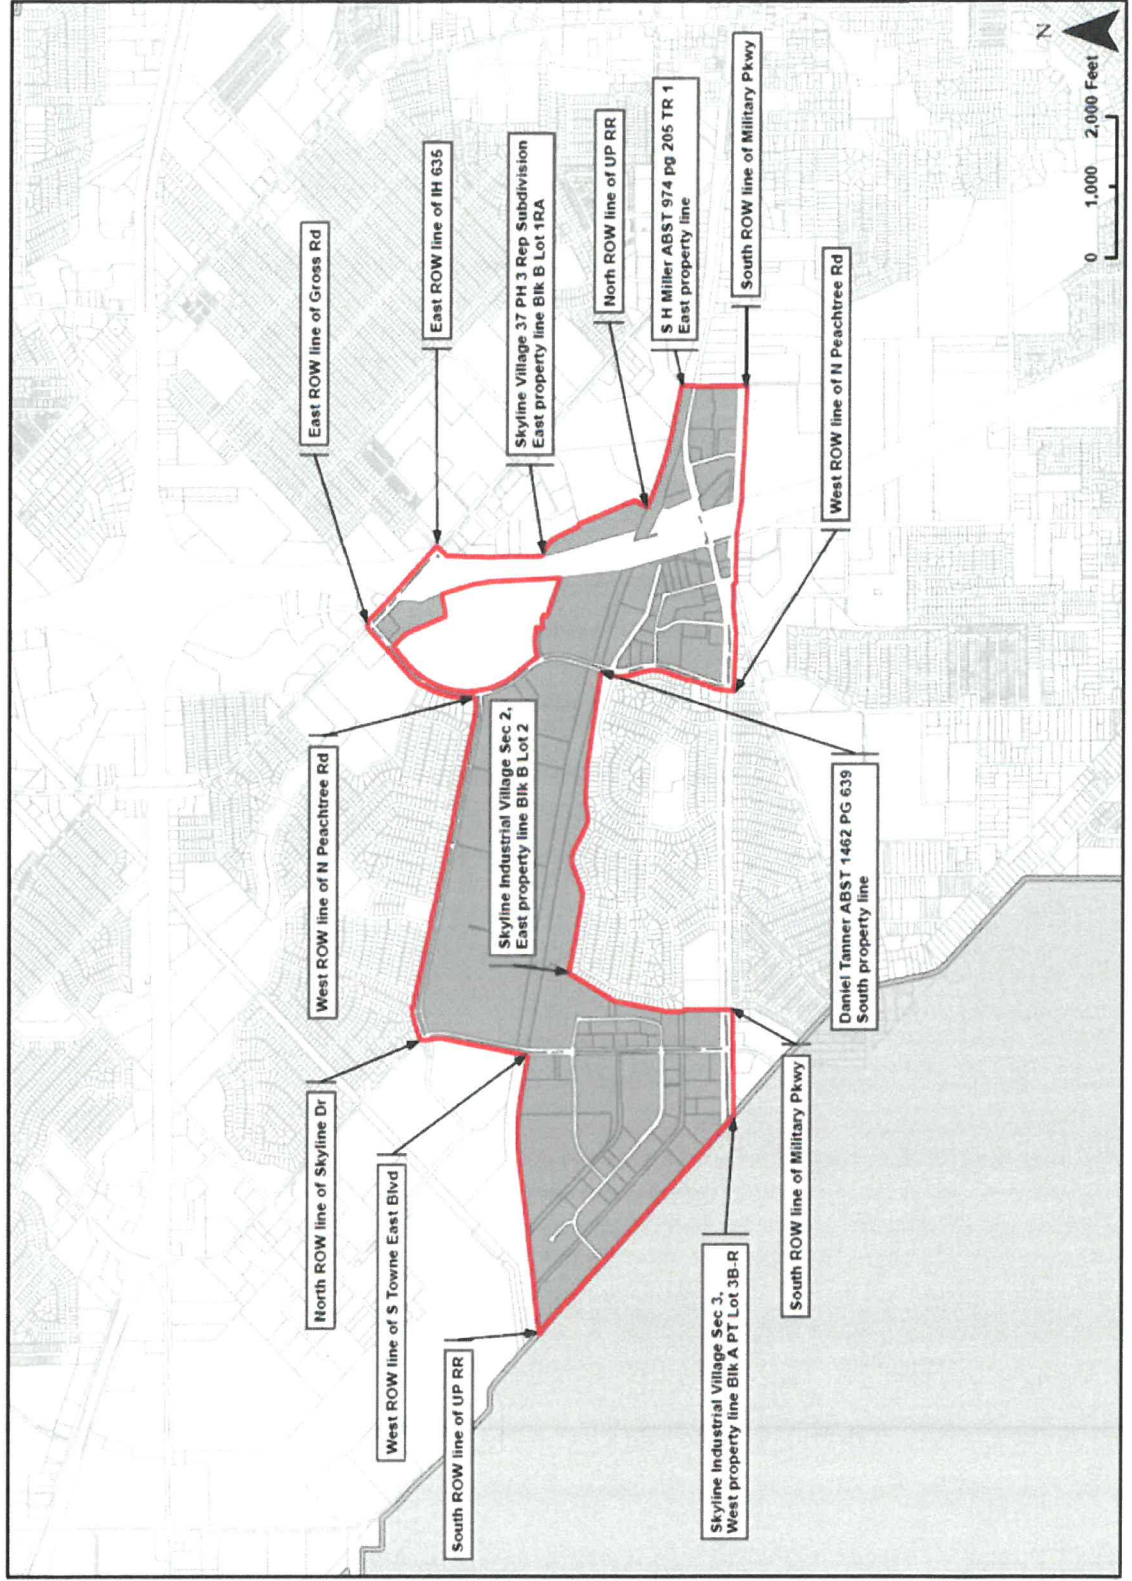 East ROW line of Gross Rd
East ROW line of IH 635
Skyline Village 37 PH 3 Rep Subdivision
East property line Blk B Lot 1RA
North ROW line of UP RR
S H Miller ABST 974 pg 205 TR 1
East property line
South ROW line of Military Pkwy
West ROW line of N Peachtree Rd
West ROW line of N Peachtree Rd
Skyline Industrial Village Sec 2,
East property line Blk B Lot 2
Daniel Tanner ABST 1462 PG 639
South property line
North ROW line of Skyline Dr
West ROW line of S Towne East Blvd
South ROW line of UP RR
Skyline Industrial Village Sec 3,
West property line Blk A PT Lot 3B-R
South ROW line of Military Pkwy
N
0 1,000 2,000 Feet